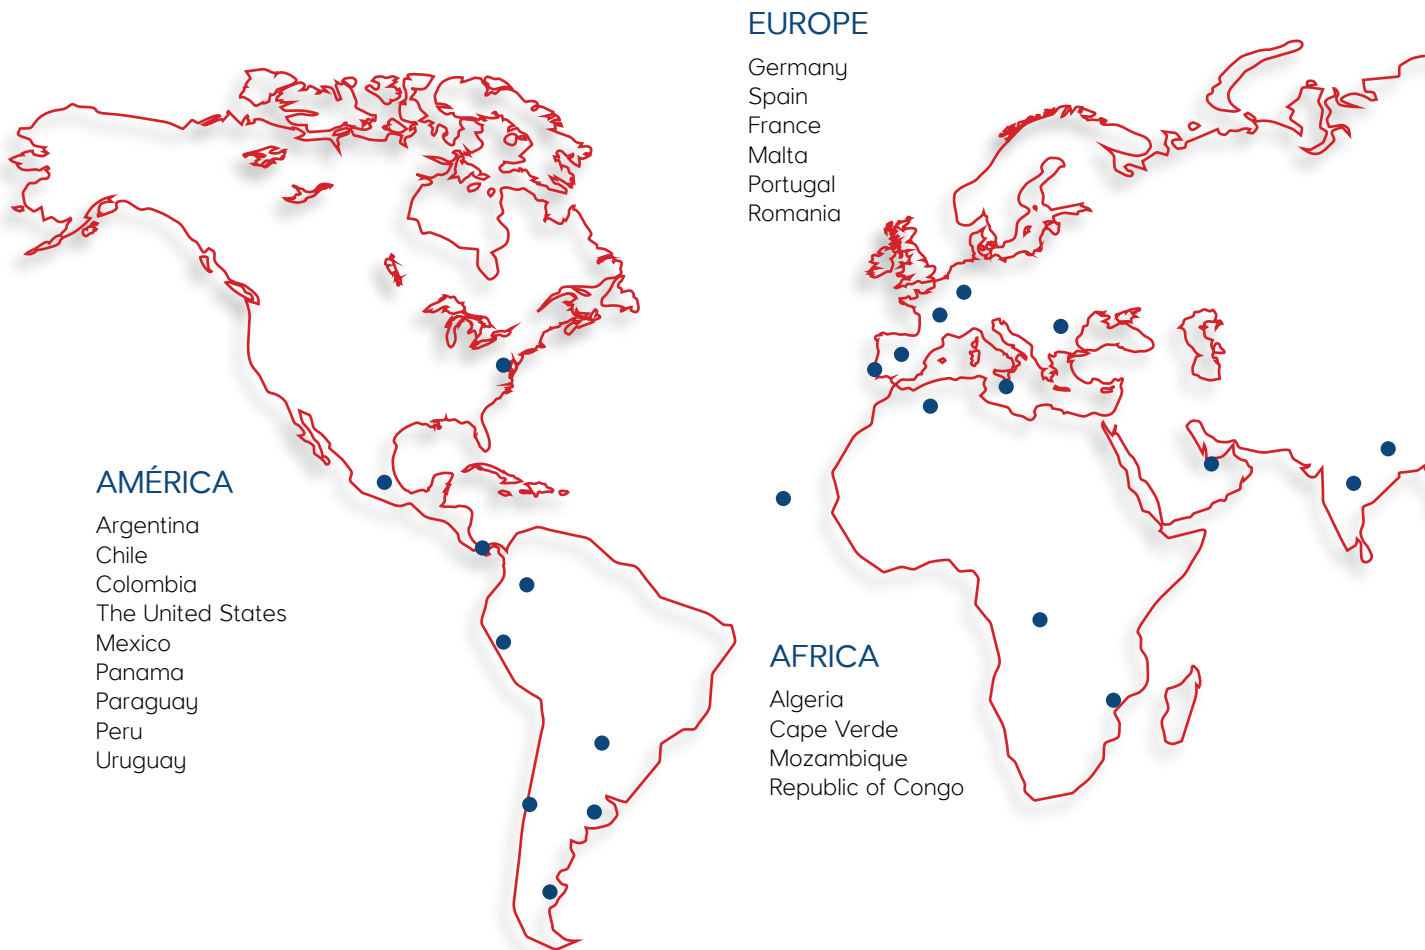 EUROPE
Germany
Spain
France
Malta
Portugal
Romania
AMÉRICA
Argentina
Chile
Colombia
The United States
Mexico
Panama
Paraguay
Peru
Uruguay
AFRICA
Algeria
Cape Verde
Mozambique
Republic of Congo